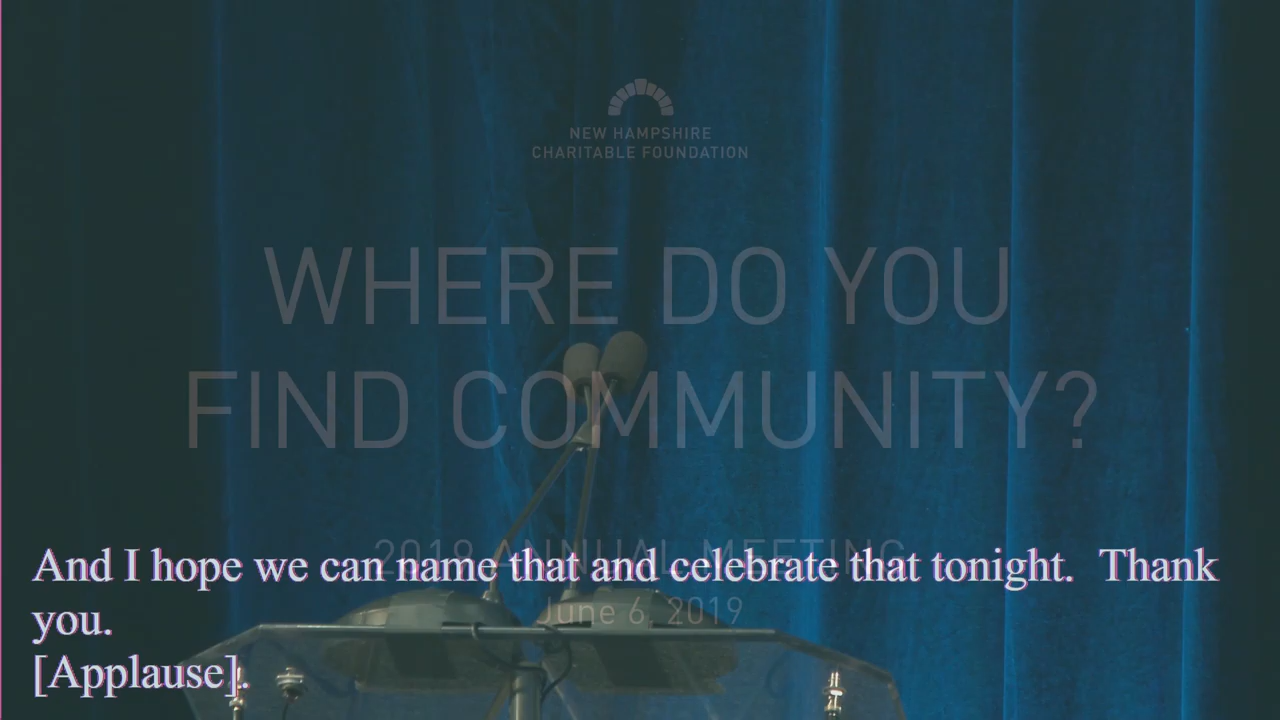 NEW HAMPSHIRE
CHARITABLE FOUNDATION
WHERE DO YOU
FIND COMMUNITY?
2019 ANNUAL MEETING
June 6, 2019
And I hope we can name that and celebrate that tonight.  Thank
you.
[Applause].